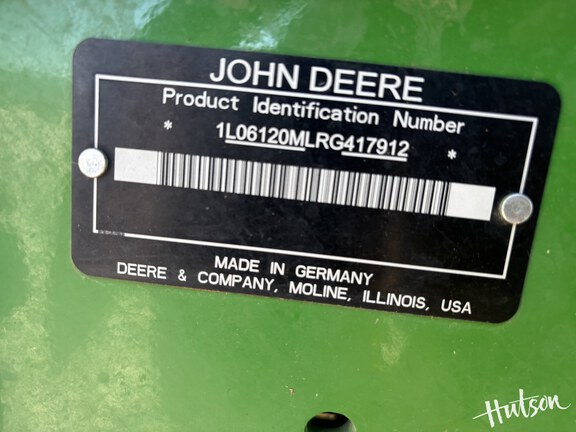 JOHN DEERE
Product Identification Number
* 1L06120MLRG417912 *
MADE IN GERMANY
DEERE & COMPANY, MOLINE, ILLINOIS, USA
Hutson